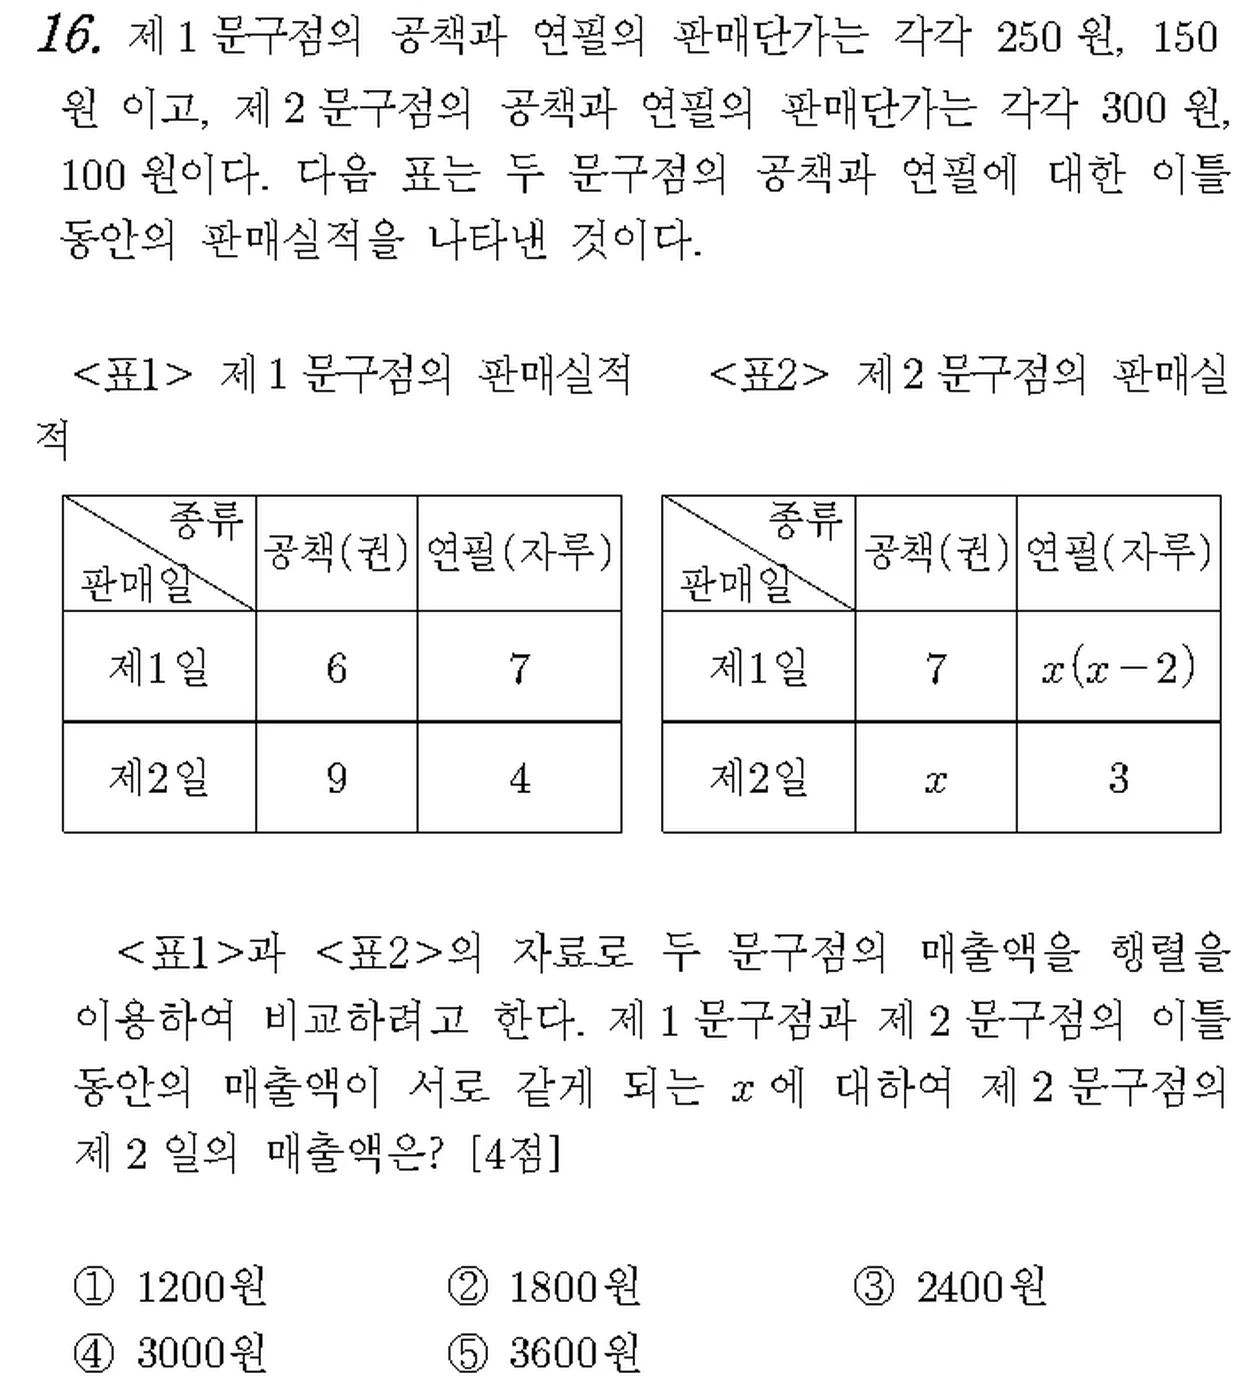 16. 제 1 문구점의 공책과 연필의 판매단가는 각각 250 원, 150
원 이고, 제 2 문구점의 공책과 연필의 판매단가는 각각 300 원,
100 원이다. 다음 표는 두 문구점의 공책과 연필에 대한 이틀
동안의 판매실적을 나타낸 것이다.
<표1> 제 1 문구점의 판매실적 <표2> 제 2 문구점의 판매실
적
종류 공책(권) 연필(자루) 종류 공책(권) 연필(자루)
판매일 판매일
제1일 6 7 제1일 7 x(x-2)
제2일 9 4 제2일 x 3
<표1>과 <표2>의 자료로 두 문구점의 매출액을 행렬을
이용하여 비교하려고 한다. 제 1 문구점과 제 2 문구점의 이틀
동안의 매출액이 서로 같게 되는 x 에 대하여 제 2 문구점의
제 2 일의 매출액은? [4점]
① 1200원 ② 1800원 ③ 2400원
④ 3000원 ⑤ 3600원